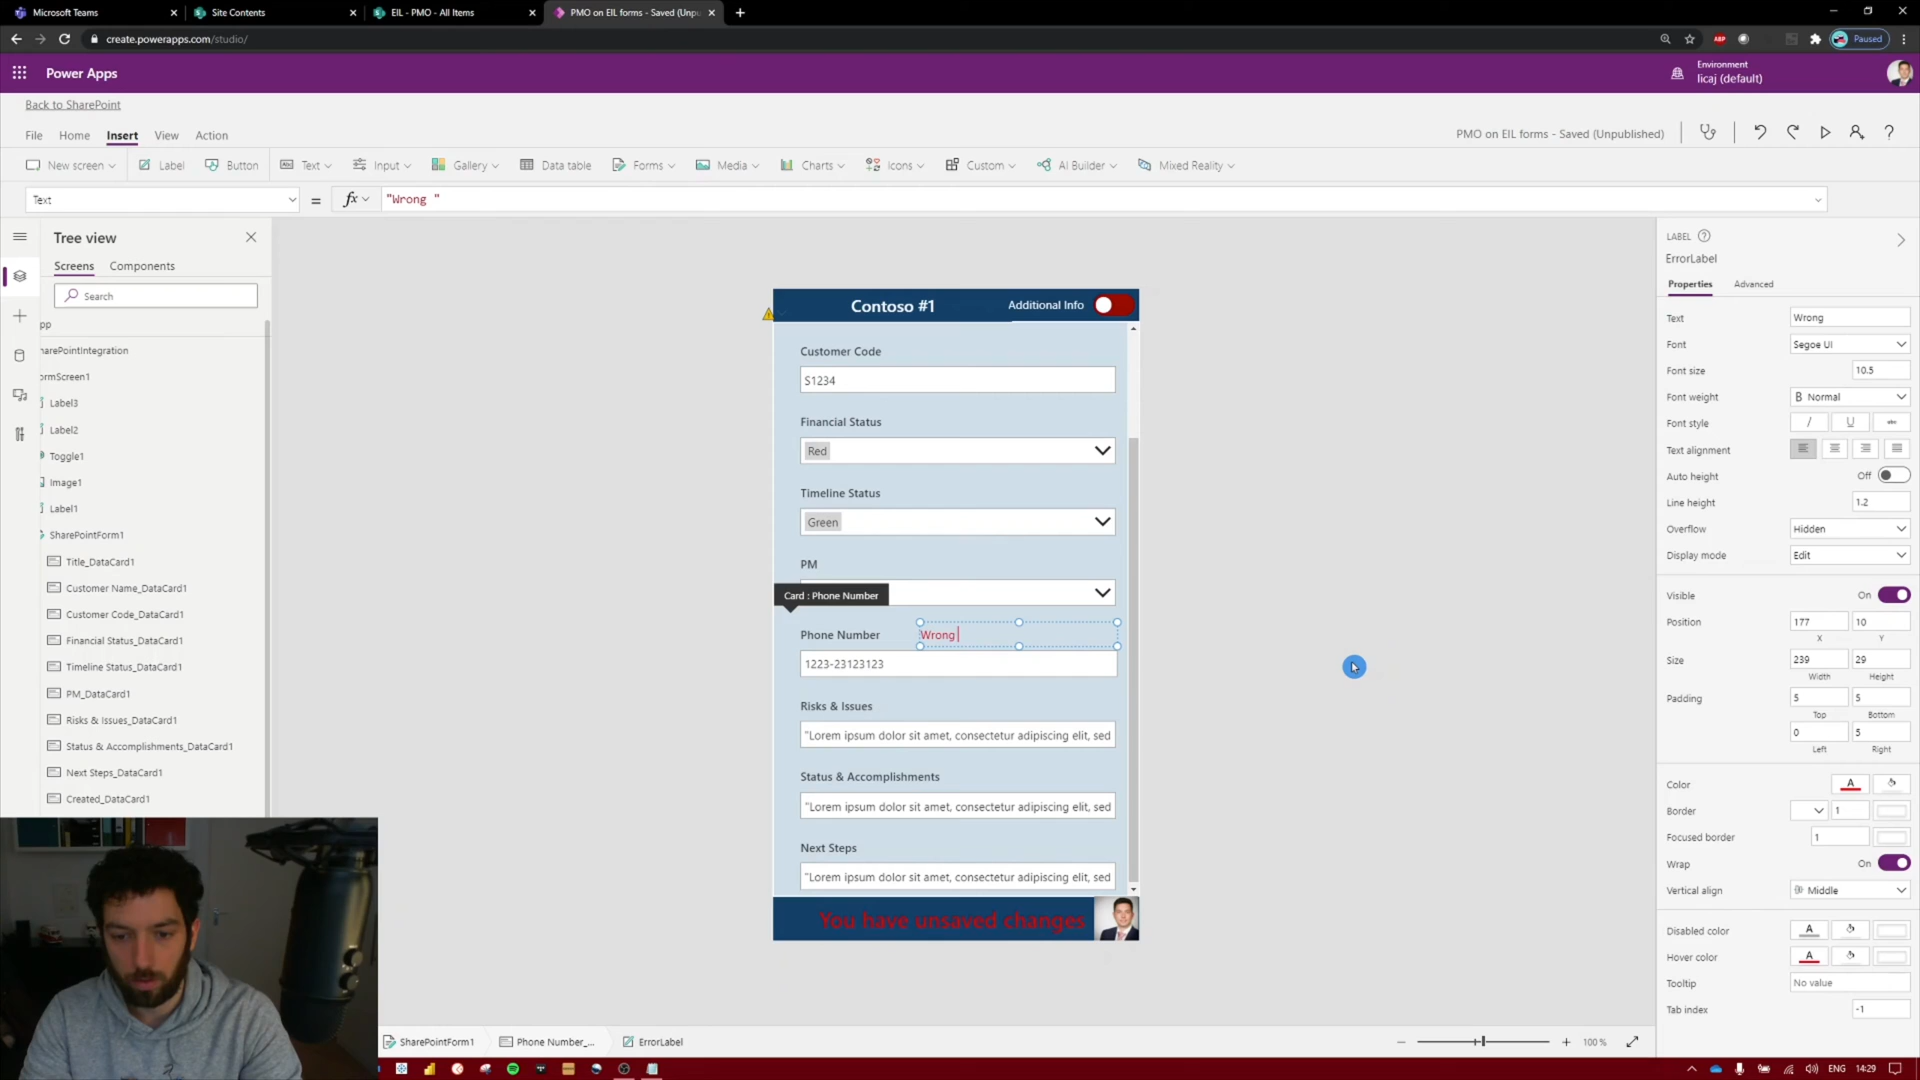 Microsoft Teams
Site Contents
EIL - PMO - All Items
PMO on EIL forms - Saved (Unpu
create.powerapps.com/studio/
ABP
Paused
Power Apps
Environment
licaj (default)
Back to SharePoint
File Home Insert View Action
PMO on EIL forms - Saved (Unpublished)
New screen Label Button Text Input Gallery Data table Forms Media Charts Icons Custom AI Builder Mixed Reality
Text = fx "Wrong "
Tree view
Screens Components
Search
pp
harePointIntegration
ormScreen1
Label3
Label2
Toggle1
Image1
Label1
SharePointForm1
Title_DataCard1
Customer Name_DataCard1
Customer Code_DataCard1
Financial Status_DataCard1
Timeline Status_DataCard1
PM_DataCard1
Risks & Issues_DataCard1
Status & Accomplishments_DataCard1
Next Steps_DataCard1
Created_DataCard1
Contoso #1 Additional Info
Customer Code
S1234
Financial Status
Red
Timeline Status
Green
PM
Card : Phone Number
Phone Number Wrong
1223-23123123
Risks & Issues
"Lorem ipsum dolor sit amet, consectetur adipiscing elit, sed
Status & Accomplishments
"Lorem ipsum dolor sit amet, consectetur adipiscing elit, sed
Next Steps
"Lorem ipsum dolor sit amet, consectetur adipiscing elit, sed
You have unsaved changes
LABEL
ErrorLabel
Properties Advanced
Text Wrong
Font Segoe UI
Font size 10.5
Font weight B Normal
Font style / U abc
Text alignment
Auto height Off
Line height 1.2
Overflow Hidden
Display mode Edit
Visible On
Position 177 10
X Y
Size 239 29
Width Height
Padding 5 5
Top Bottom
0 5
Left Right
Color A
Border 1
Focused border 1
Wrap On
Vertical align Middle
Disabled color A
Hover color A
Tooltip No value
Tab index -1
SharePointForm1 Phone Number_... ErrorLabel
100 %
ENG 14:29